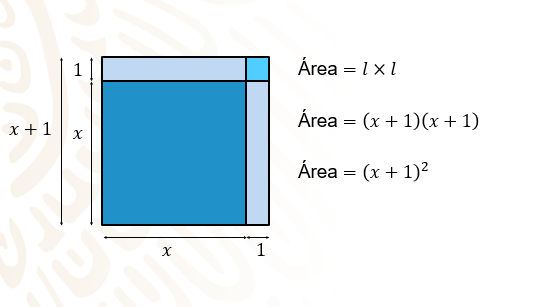 1
x + 1
x
x
1
Área = l × l
Área = (x + 1)(x + 1)
Área = (x + 1)²